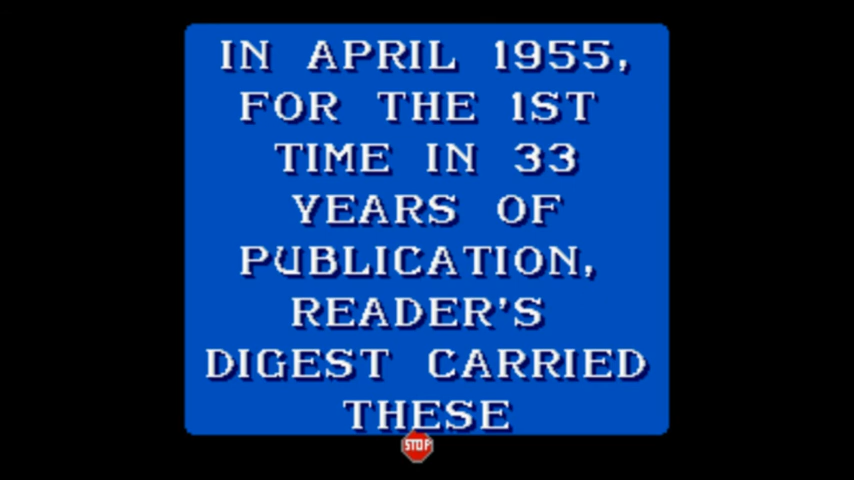 IN APRIL 1955,
FOR THE 1ST
TIME IN 33
YEARS OF
PUBLICATION,
READER'S
DIGEST CARRIED
THESE
STOP